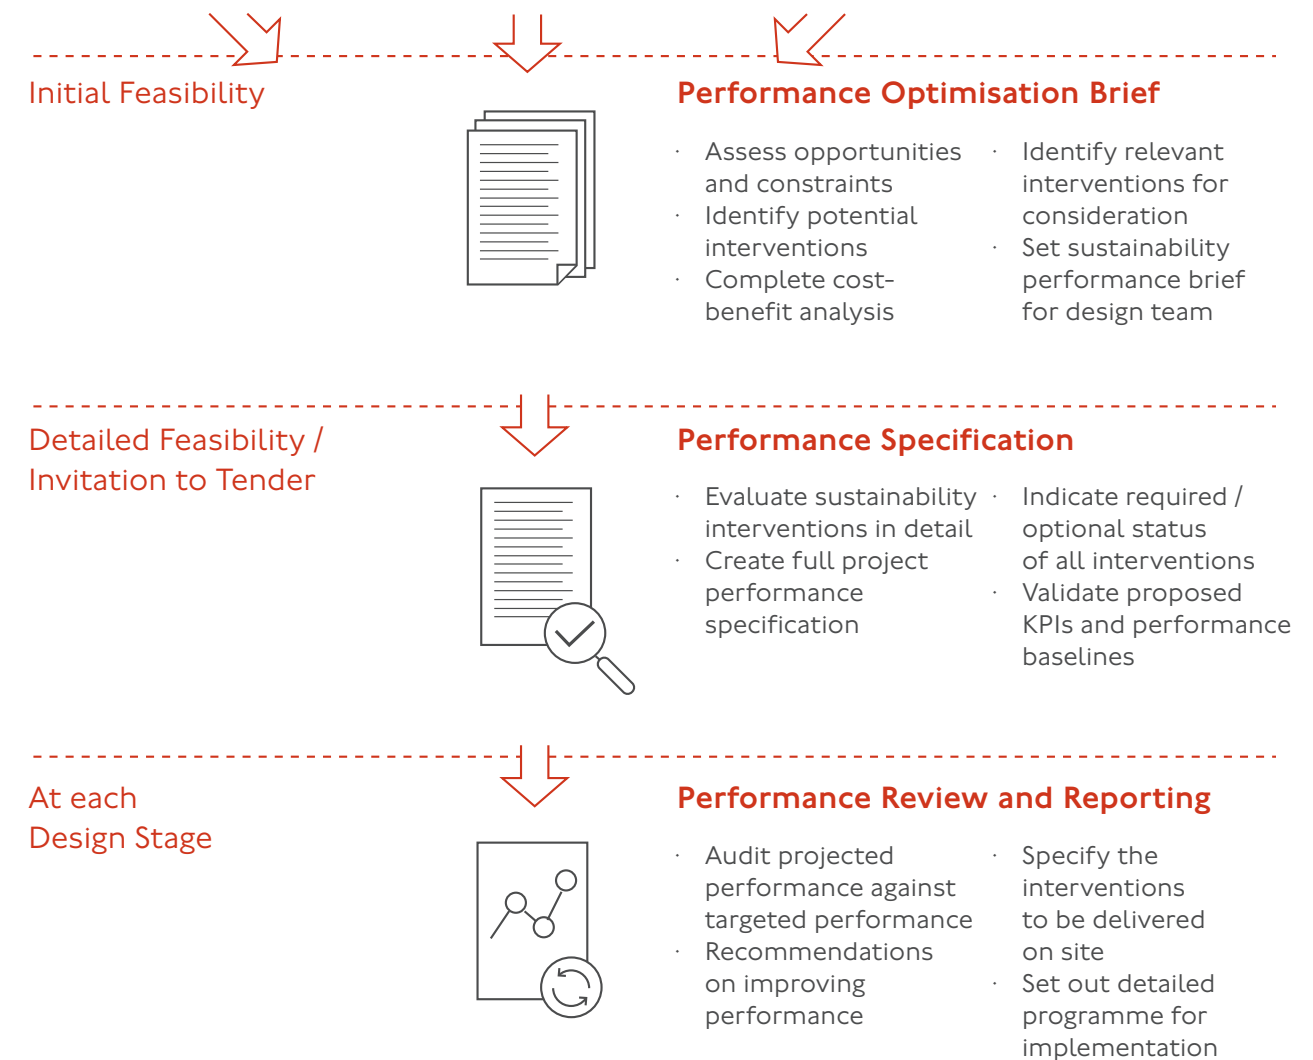 Initial Feasibility
Performance Optimisation Brief
· Assess opportunities
and constraints
· Identify potential
interventions
· Complete cost-
benefit analysis
· Identify relevant
interventions for
consideration
· Set sustainability
performance brief
for design team
Detailed Feasibility /
Invitation to Tender
Performance Specification
· Evaluate sustainability
interventions in detail
· Create full project
performance
specification
· Indicate required /
optional status
of all interventions
· Validate proposed
KPIs and performance
baselines
At each
Design Stage
Performance Review and Reporting
· Audit projected
performance against
targeted performance
· Recommendations
on improving
performance
· Specify the
interventions
to be delivered
on site
· Set out detailed
programme for
implementation